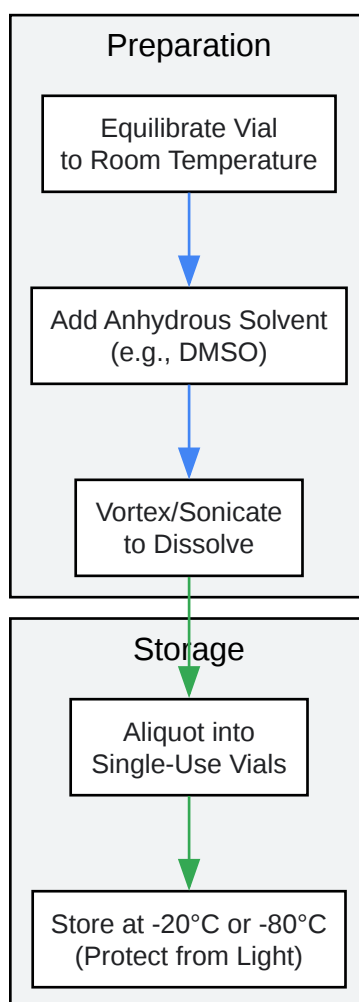 Preparation
Equilibrate Vial
to Room Temperature
Add Anhydrous Solvent
(e.g., DMSO)
Vortex/Sonicate
to Dissolve
Storage
Aliquot into
Single-Use Vials
Store at -20°C or -80°C
(Protect from Light)